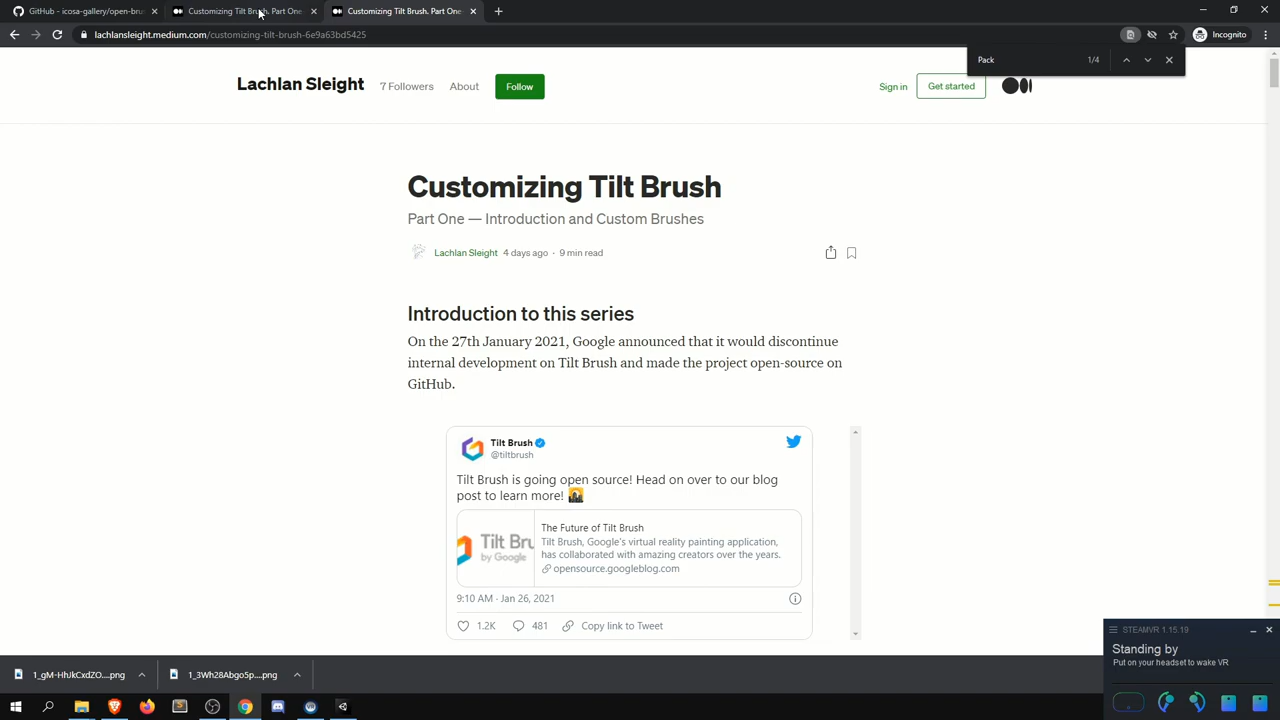 GitHub - icosa-gallery/open-brus
Customizing Tilt Brush. Part One
Customizing Tilt Brush. Part One
lachlansleight.medium.com/customizing-tilt-brush-6e9a63bd5425
Incognito
Pack
1/4
Lachlan Sleight
7 Followers
About
Follow
Sign in
Get started
Customizing Tilt Brush
Part One — Introduction and Custom Brushes
Lachlan Sleight 4 days ago · 9 min read
Introduction to this series
On the 27th January 2021, Google announced that it would discontinue
internal development on Tilt Brush and made the project open-source on
GitHub.
Tilt Brush
@tiltbrush
Tilt Brush is going open source! Head on over to our blog
post to learn more!
Tilt Bru
by Google
The Future of Tilt Brush
Tilt Brush, Google's virtual reality painting application,
has collaborated with amazing creators over the years.
opensource.googleblog.com
9:10 AM · Jan 26, 2021
1.2K
481
Copy link to Tweet
STEAMVR 1.15.19
Standing by
Put on your headset to wake VR
1_gM-HhJkCxdZO....png
1_3Wh28Abgo5p....png